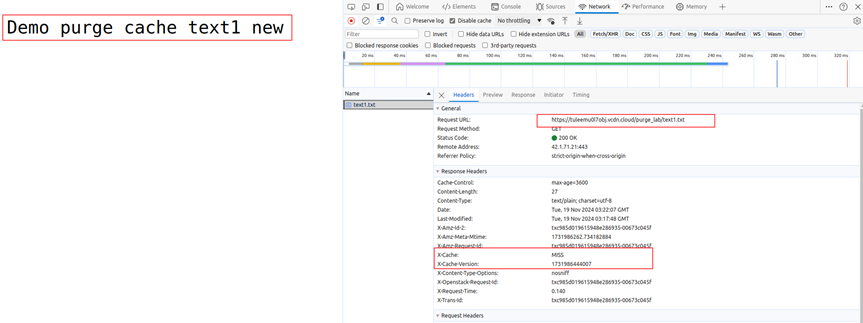 Demo purge cache text1 new
Welcome Elements Console Sources Network Performance Memory
Preserve log Disable cache No throttling
Filter Invert Hide data URLs Hide extension URLs All Fetch/XHR Doc CSS JS Font Img Media Manifest WS Wasm Other
Blocked response cookies Blocked requests 3rd-party requests
20 ms 40 ms 60 ms 80 ms 100 ms 120 ms 140 ms 160 ms 180 ms 200 ms 220 ms 240 ms 260 ms 280 ms 300 ms 320 ms
Name Headers Preview Response Initiator Timing
text1.txt
General
Request URL: https://tuleemu0l7obj.vcdn.cloud/purge_lab/text1.txt
Request Method: GET
Status Code: 200 OK
Remote Address: 42.1.71.21:443
Referrer Policy: strict-origin-when-cross-origin
Response Headers
Cache-Control: max-age=3600
Content-Length: 27
Content-Type: text/plain; charset=utf-8
Date: Tue, 19 Nov 2024 03:22:07 GMT
Last-Modified: Tue, 19 Nov 2024 03:17:48 GMT
X-Amz-Id-2: txc985d019615948e286935-00673c045f
X-Amz-Meta-Mtime: 1731986262.734182884
X-Amz-Request-Id: txc985d019615948e286935-00673c045f
X-Cache: MISS
X-Cache-Version: 1731986444007
X-Content-Type-Options: nosniff
X-Openstack-Request-Id: txc985d019615948e286935-00673c045f
X-Request-Time: 0.140
X-Trans-Id: txc985d019615948e286935-00673c045f
Request Headers